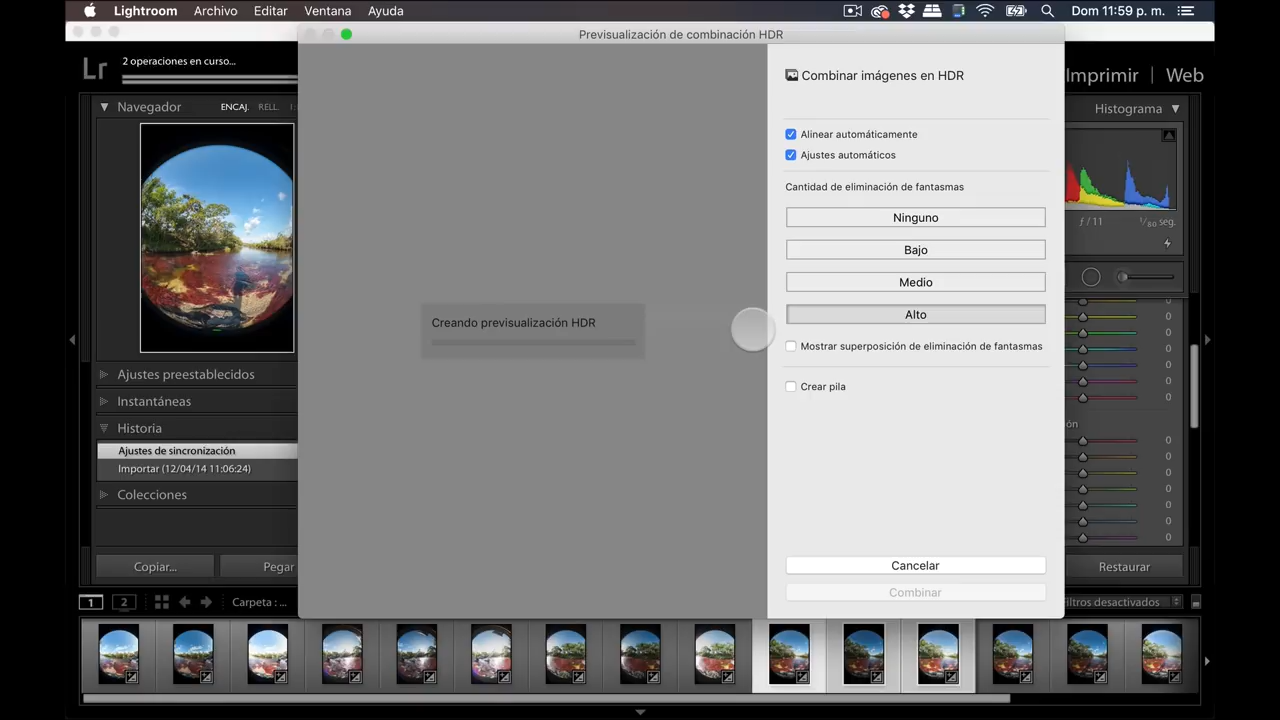 Lightroom Archivo Editar Ventana Ayuda
Dom 11:59 p. m.
Previsualización de combinación HDR
Lr
2 operaciones en curso...
Imprimir | Web
Navegador ENCAJ. RELL.
Histograma
ƒ / 11 1/80 seg.
Ajustes preestablecidos
Instantáneas
Historia
Ajustes de sincronización
Importar (12/04/14 11:06:24)
Colecciones
Copiar...
Pegar
Creando previsualización HDR
Combinar imágenes en HDR
Alinear automáticamente
Ajustes automáticos
Cantidad de eliminación de fantasmas
Ninguno
Bajo
Medio
Alto
Mostrar superposición de eliminación de fantasmas
Crear pila
Cancelar
Combinar
0
0
0
0
0
0
0
ón
0
0
0
0
0
0
0
Restaurar
1 2 Carpeta : ...
Filtros desactivados